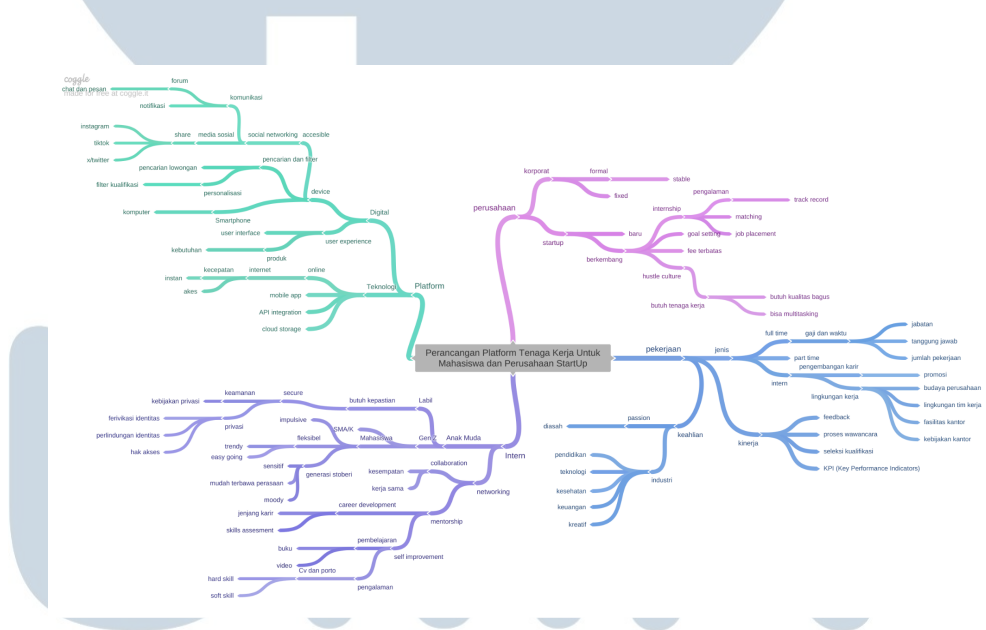 coggle
made for free at coggle.it
forum
chat dan pesan
notifikasi
komunikasi
instagram
tiktok
x/twitter
share
media sosial
social networking
accesible
pencarian lowongan
pencarian dan filter
filter kualifikasi
personalisasi
device
komputer
Smartphone
Digital
user interface
user experience
kebutuhan
produk
kecepatan
internet
online
instan
akes
Teknologi
Platform
mobile app
API integration
cloud storage
korporat
formal
stable
fixed
perusahaan
pengalaman
track record
internship
matching
job placement
startup
baru
goal setting
berkembang
fee terbatas
hustle culture
butuh tenaga kerja
butuh kualitas bagus
bisa multitasking
Perancangan Platform Tenaga Kerja Untuk
Mahasiswa dan Perusahaan StartUp
pekerjaan
jenis
full time
gaji dan waktu
jabatan
tanggung jawab
jumlah pekerjaan
part time
pengembangan karir
intern
promosi
lingkungan kerja
budaya perusahaan
lingkungan tim kerja
fasilitas kantor
kebijakan kantor
passion
diasah
keahlian
kinerja
feedback
proses wawancara
seleksi kualifikasi
KPI (Key Performance Indicators)
pendidikan
teknologi
kesehatan
keuangan
kreatif
industri
keamanan
secure
butuh kepastian
Labil
kebijakan privasi
privasi
ferivikasi identitas
perlindungan identitas
hak akses
impulsive
SMA/K
fleksibel
Mahasiswa
Gen Z
Anak Muda
Intern
trendy
easy going
sensitif
generasi stoberi
mudah terbawa perasaan
moody
kesempatan
collaboration
kerja sama
networking
career development
jenjang karir
skills assesment
mentorship
buku
pembelajaran
video
self improvement
Cv dan porto
hard skill
soft skill
pengalaman